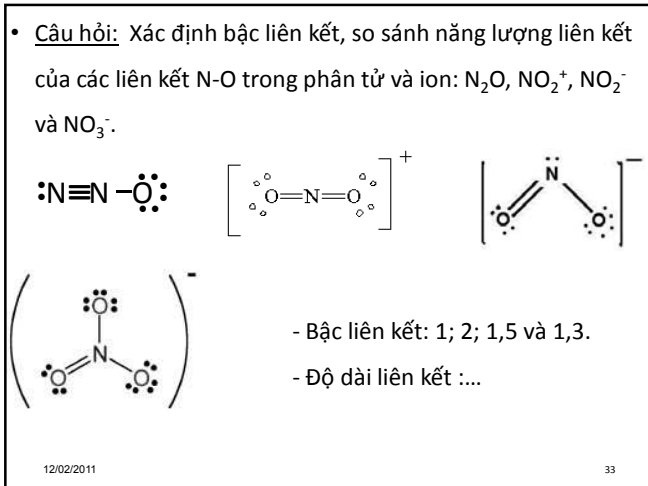 • Câu hỏi: Xác định bậc liên kết, so sánh năng lượng liên kết
của các liên kết N-O trong phân tử và ion: N₂O, NO₂⁺, NO₂⁻
và NO₃⁻.
:N≡N–O:
[O=N=O]⁺
N
O O
−
O
N
O O
-
- Bậc liên kết: 1; 2; 1,5 và 1,3.
- Độ dài liên kết :...
12/02/2011
33